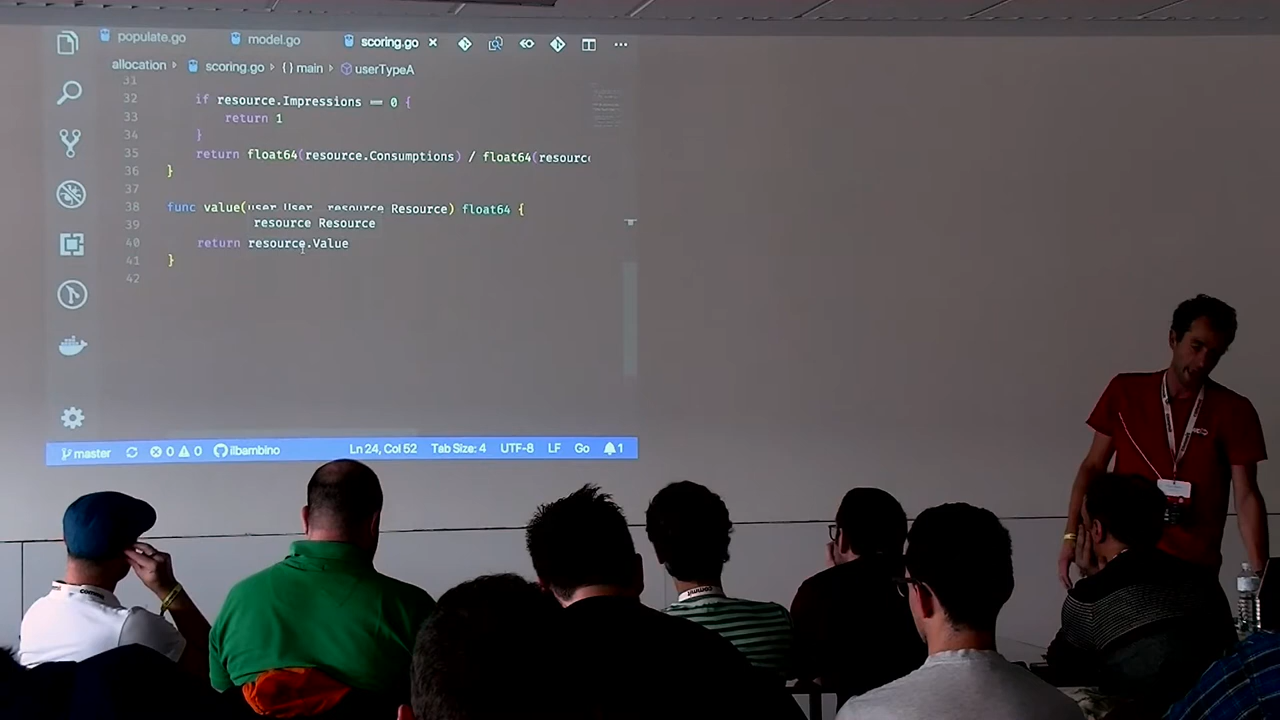 populate.go model.go scoring.go
allocation scoring.go {} main userTypeA
31
32 if resource.Impressions == 0 {
33 return 1
34 }
35 return float64(resource.Consumptions) / float64(resourc
36 }
37
38 func value(user User, resource Resource) float64 {
39 resource Resource
40 return resource.Value
41 }
42
master 0 0 ilbambino Ln 24, Col 52 Tab Size: 4 UTF-8 LF Go 1